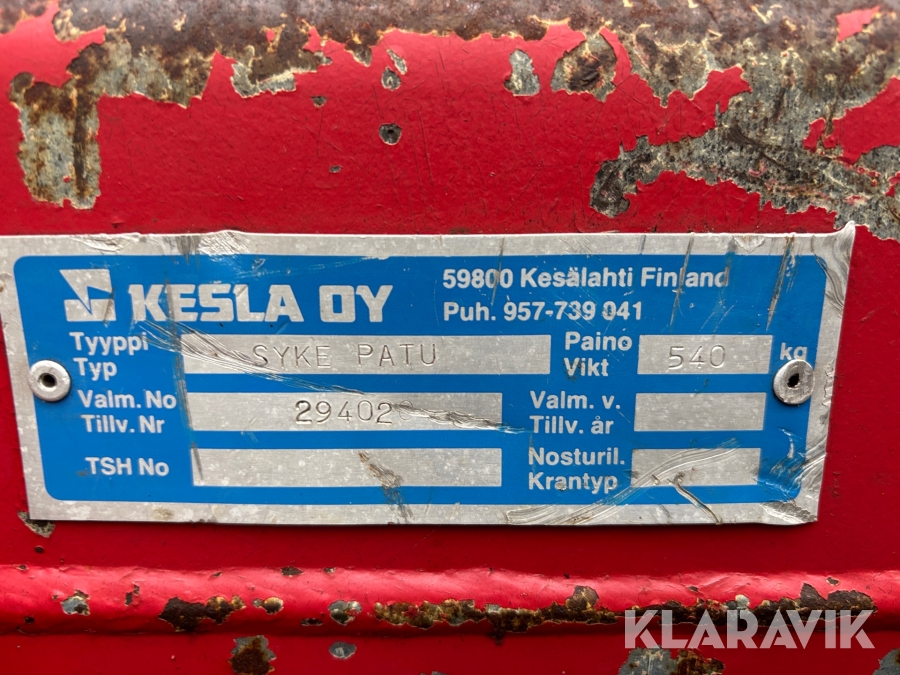 KESLA OY
59800 Kesälahti Finland
Puh. 957-739 041
Tyyppi
Typ
SYKE PATU
Paino
Vikt
540
kg
Valm. No
Tillv. Nr
Valm. v.
Tillv. år
TSH No
Nosturil.
Krantyp
KLARAVIK